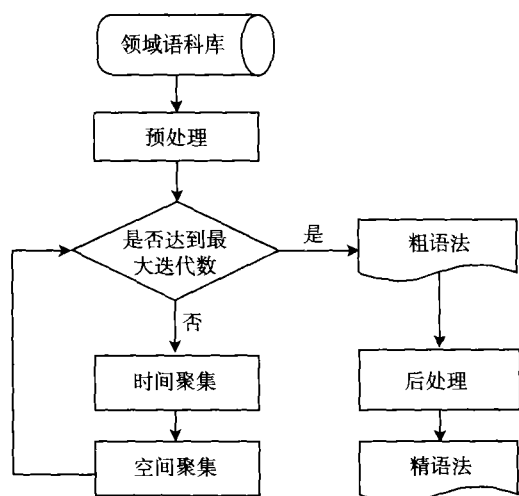 领域语料库
预处理
是否达到最
大迭代数
是
粗语法
否
时间聚集
后处理
空间聚集
精语法